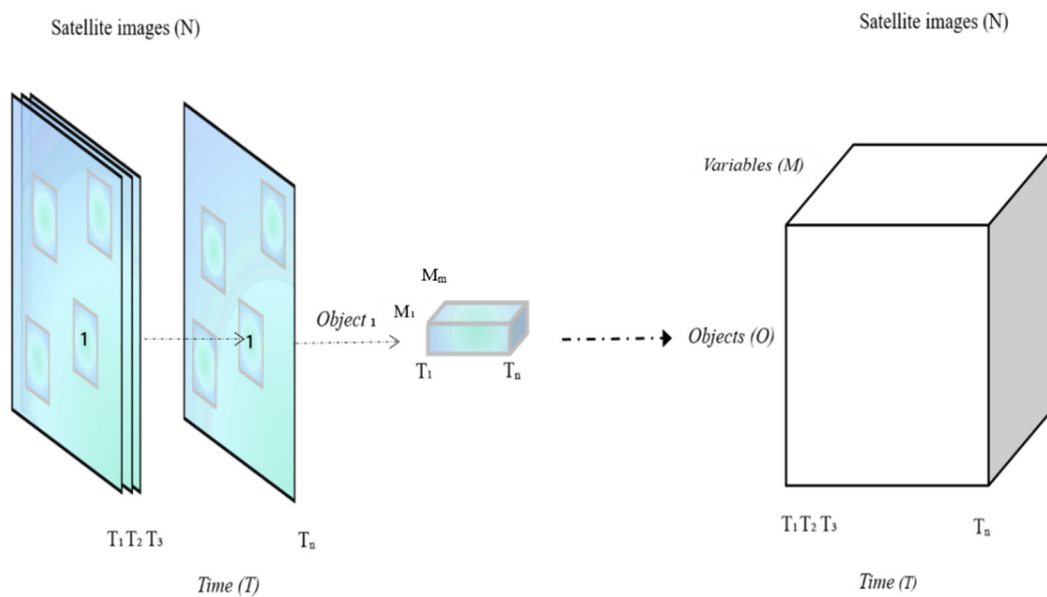 Satellite images (N)
Satellite images (N)
Variables (M)
Mm
M1
Object 1
1
1
Objects (O)
T1
Tn
T1 T2 T3
Tn
T1 T2 T3
Tn
Time (T)
Time (T)